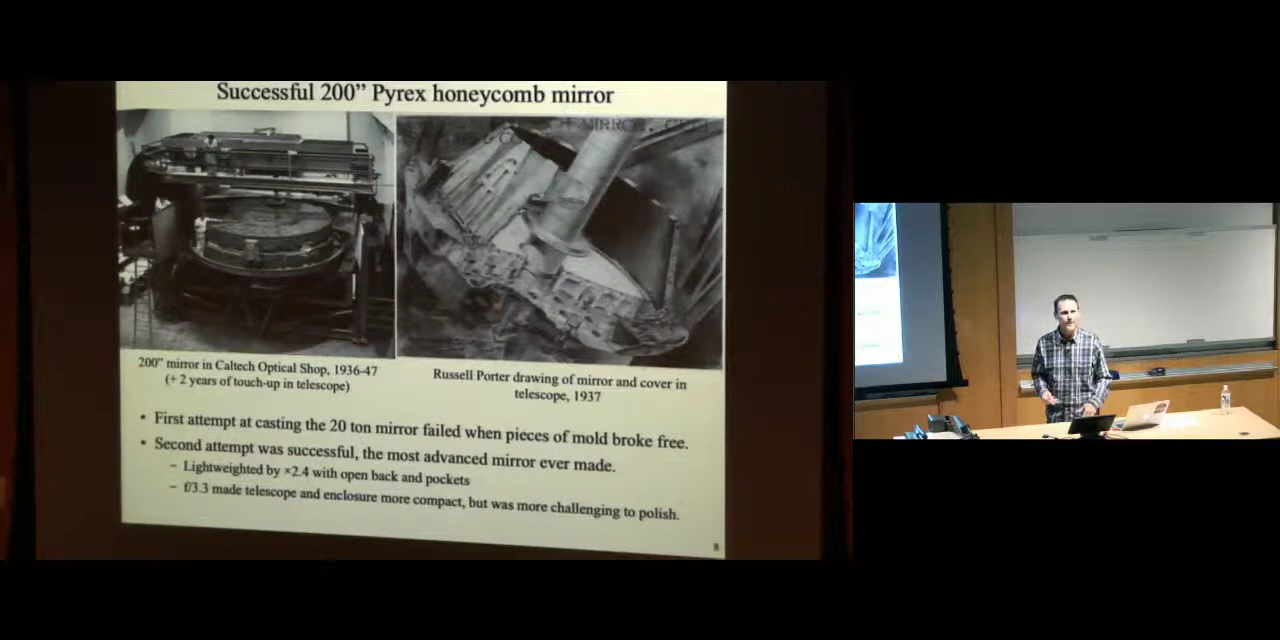 Successful 200” Pyrex honeycomb mirror
MIRROR, C
CO
200” mirror in Caltech Optical Shop, 1936-47
(+ 2 years of touch-up in telescope)
Russell Porter drawing of mirror and cover in
telescope, 1937
• First attempt at casting the 20 ton mirror failed when pieces of mold broke free.
• Second attempt was successful, the most advanced mirror ever made.
– Lightweighted by ×2.4 with open back and pockets
– f/3.3 made telescope and enclosure more compact, but was more challenging to polish.
8